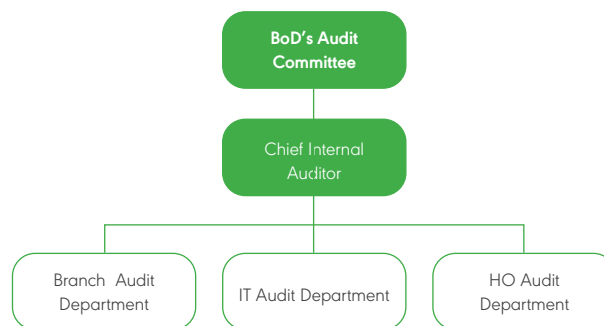 BoD's Audit
Committee
Chief Internal
Auditor
Branch Audit
Department
IT Audit Department
HO Audit
Department